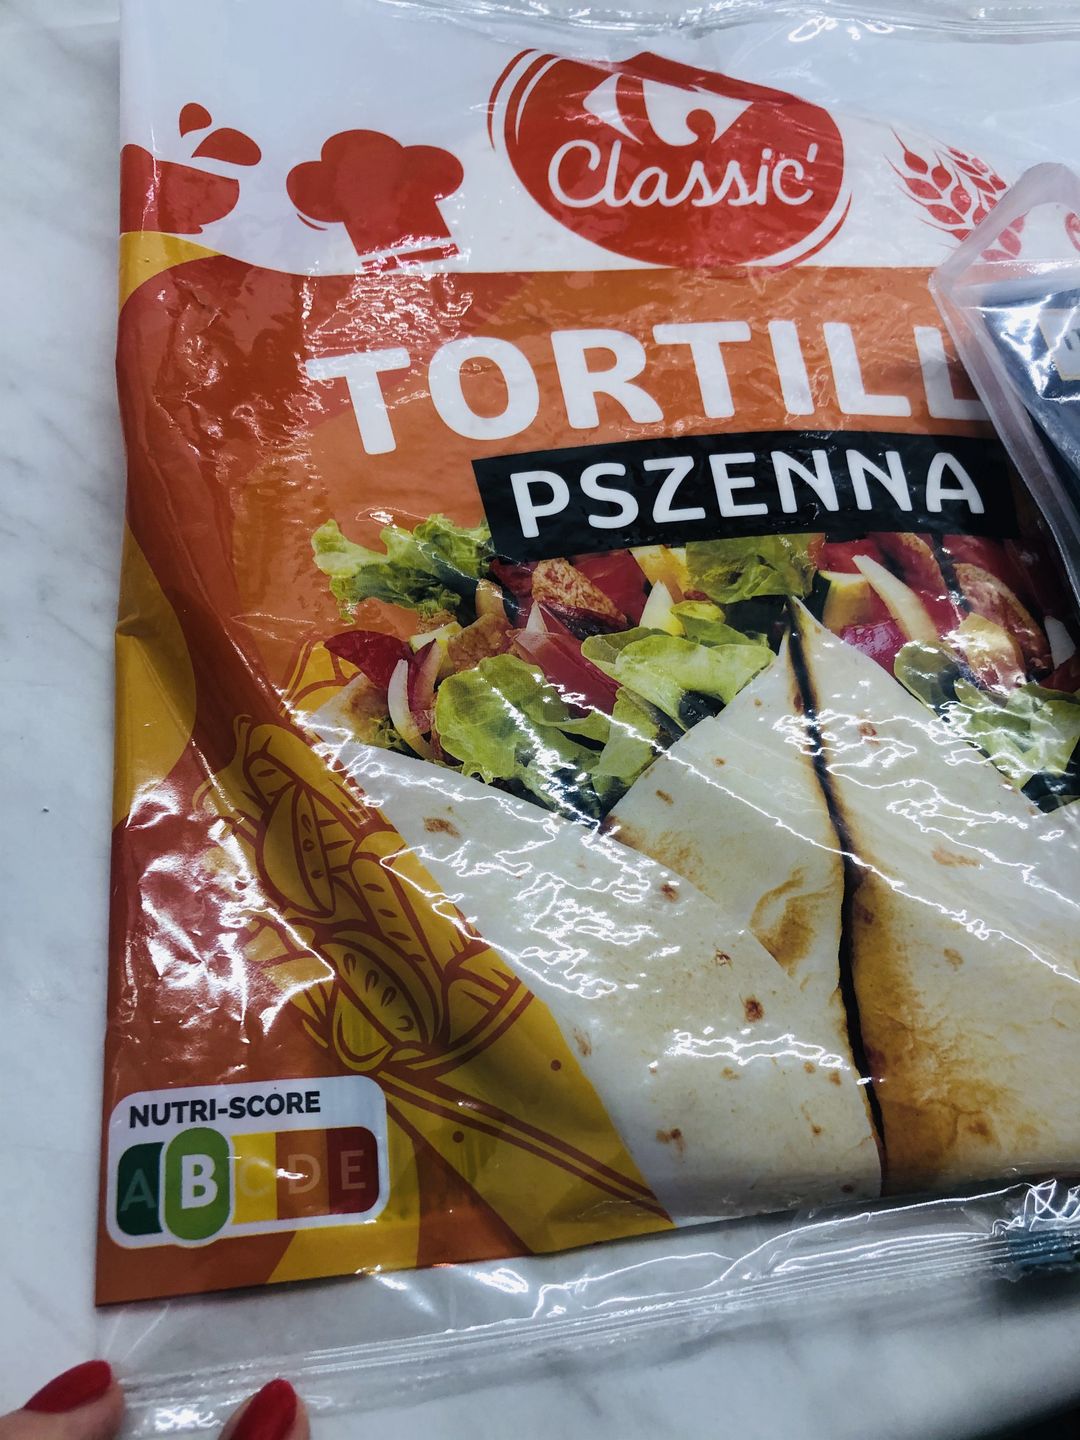 Classic'
TORTILL
PSZENNA
NUTRI-SCORE
A B C D E